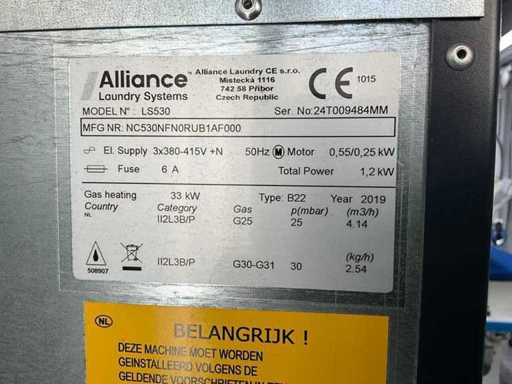 Alliance
Laundry Systems
Alliance Laundry CE s.r.o.
Mistecká 1116
742 58 Příbor
Czech Republic
CE 1015
MODEL N°: LS530
Ser. No:24T009484MM
MFG NR: NC530NFN0RUB1AF000
El. Supply 3x380-415V +N 50Hz M Motor 0,55/0,25 kW
Fuse 6 A Total Power 1,2 kW
Gas heating 33 kW Type: B22 Year 2019
Country Category Gas p(mbar) (m3/h)
NL II2L3B/P G25 25 4.14
(kg/h)
II2L3B/P G30-G31 30 2.54
508907
NL
BELANGRIJK !
DEZE MACHINE MOET WORDEN
GEÏNSTALLEERD VOLGENS DE
GELDENDE VOORSCHRIFTEN